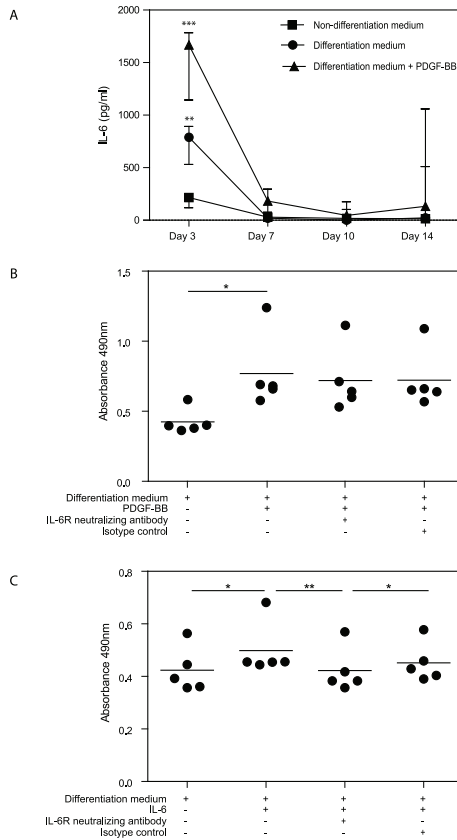 A
2000
1500
1000
500
0
IL-6 (pg/ml)
***
**
Non-differentiation medium
Differentiation medium
Differentiation medium + PDGF-BB
Day 3 Day 7 Day 10 Day 14
B
1.5
1.0
0.5
0.0
Absorbance 490nm
*
Differentiation medium + + + +
PDGF-BB - + + +
IL-6R neutralizing antibody - - + -
Isotype control - - - +
C
0.8
0.6
0.4
0.2
0.0
Absorbance 490nm
* ** *
Differentiation medium + + + +
IL-6 - + + +
IL-6R neutralizing antibody - - + -
Isotype control - - - +